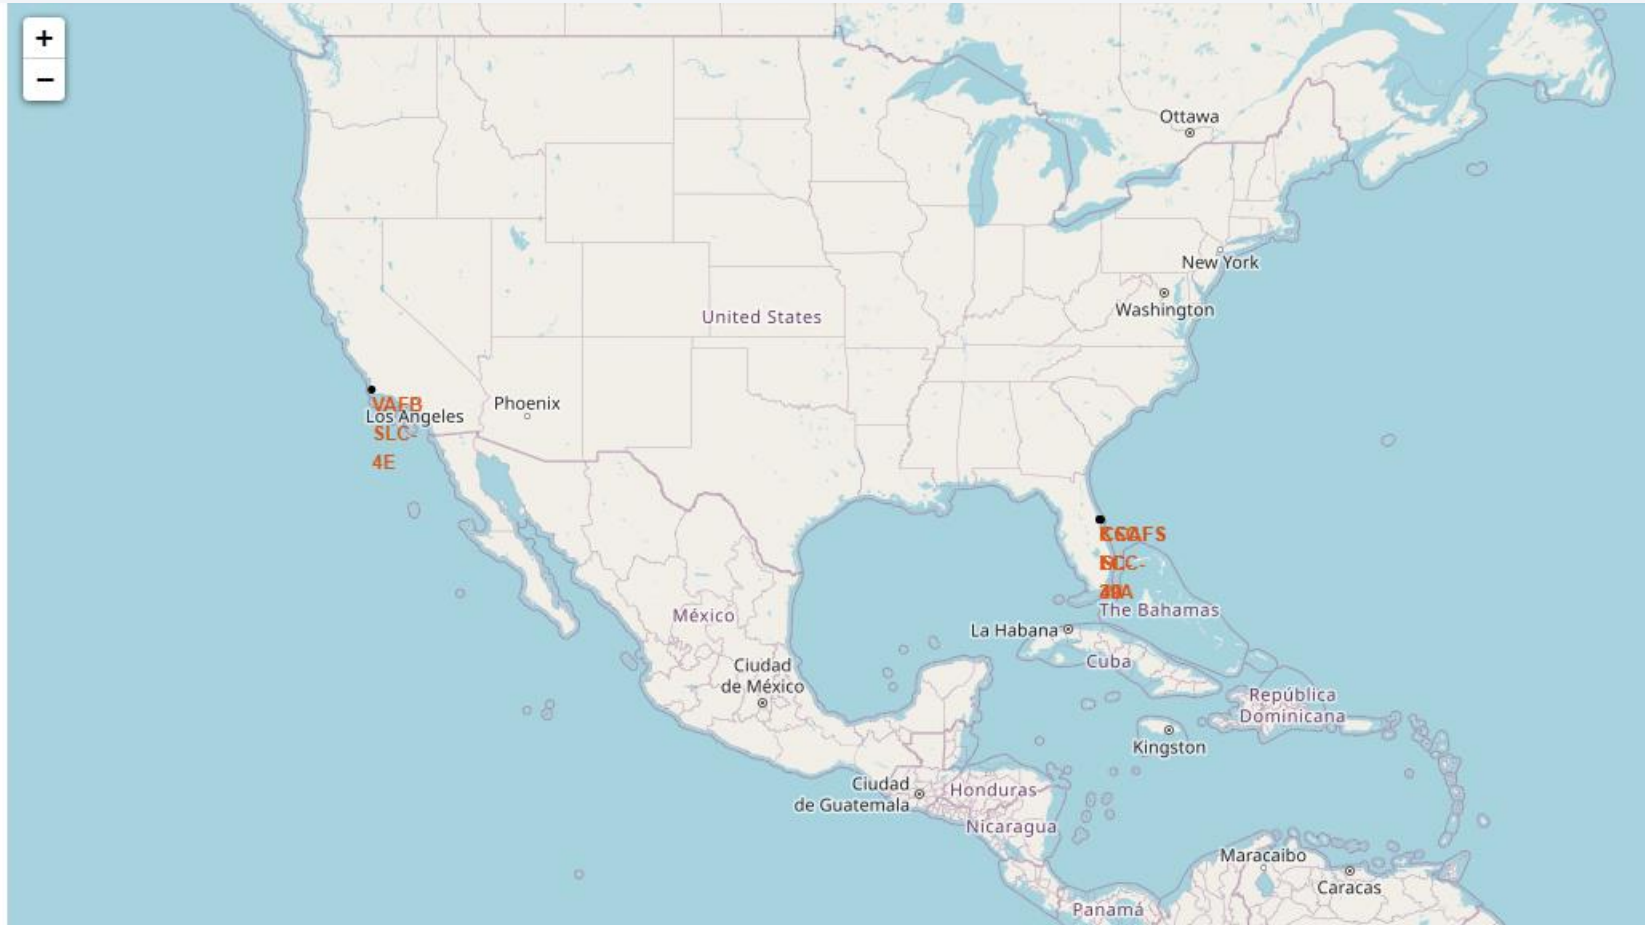 +
−
Ottawa
New York
Washington
United States
VAFB
Los Angeles
Phoenix
SLC-
4E
The Bahamas
México
La Habana
Cuba
Ciudad
de México
República
Dominicana
Kingston
Ciudad
de Guatemala
Honduras
Nicaragua
Maracaibo
Caracas
Panamá